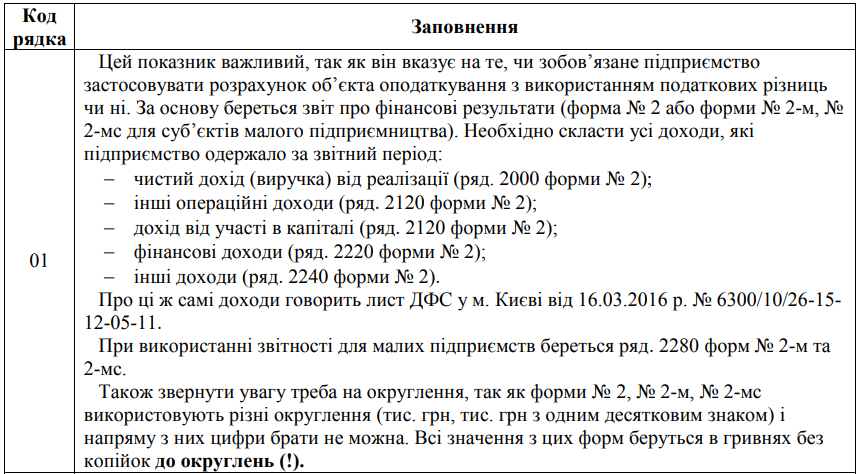 Код
рядка
Заповнення
01
Цей показник важливий, так як він вказує на те, чи зобов’язане підприємство
застосовувати розрахунок об’єкта оподаткування з використанням податкових різниць
чи ні. За основу береться звіт про фінансові результати (форма № 2 або форми № 2-м, №
2-мс для суб’єктів малого підприємництва). Необхідно скласти усі доходи, які
підприємство одержало за звітний період:
– чистий дохід (виручка) від реалізації (ряд. 2000 форми № 2);
– інші операційні доходи (ряд. 2120 форми № 2);
– дохід від участі в капіталі (ряд. 2120 форми № 2);
– фінансові доходи (ряд. 2220 форми № 2);
– інші доходи (ряд. 2240 форми № 2).
Про ці ж самі доходи говорить лист ДФС у м. Києві від 16.03.2016 р. № 6300/10/26-15-
12-05-11.
При використанні звітності для малих підприємств береться ряд. 2280 форм № 2-м та
2-мс.
Також звернути увагу треба на округлення, так як форми № 2, № 2-м, № 2-мс
використовують різні округлення (тис. грн, тис. грн з одним десятковим знаком) і
напряму з них цифри брати не можна. Всі значення з цих форм беруться в гривнях без
копійок до округлень (!).